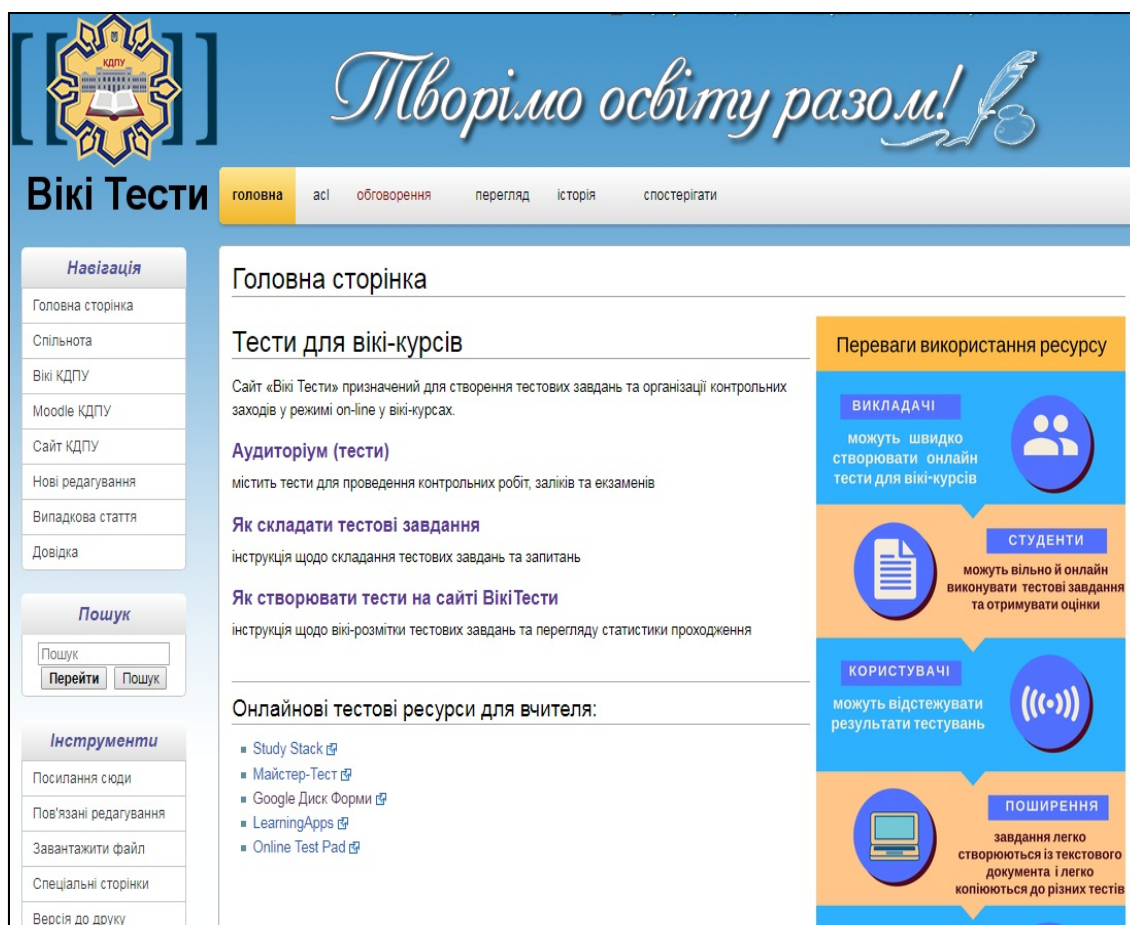 КДПУ
Творімо освіту разом!
Вікі Тести
головна acl обговорення перегляд історія спостерігати
Навігація
Головна сторінка
Спільнота
Вікі КДПУ
Moodle КДПУ
Сайт КДПУ
Нові редагування
Випадкова стаття
Довідка
Пошук
Пошук
Перейти Пошук
Інструменти
Посилання сюди
Пов'язані редагування
Завантажити файл
Спеціальні сторінки
Версія до друку
Головна сторінка
Тести для вікі-курсів
Сайт «Вікі Тести» призначений для створення тестових завдань та організації контрольних
заходів у режимі on-line у вікі-курсах.
Аудиторіум (тести)
містить тести для проведення контрольних робіт, заліків та екзаменів
Як складати тестові завдання
інструкція щодо складання тестових завдань та запитань
Як створювати тести на сайті ВікіТести
інструкція щодо вікі-розмітки тестових завдань та перегляду статистики проходження
Онлайнові тестові ресурси для вчителя:
Study Stack
Майстер-Тест
Google Диск Форми
LearningApps
Online Test Pad
Переваги використання ресурсу
ВИКЛАДАЧІ
можуть швидко
створювати онлайн
тести для вікі-курсів
СТУДЕНТИ
можуть вільно й онлайн
виконувати тестові завдання
та отримувати оцінки
КОРИСТУВАЧІ
можуть відстежувати
результати тестувань
ПОШИРЕННЯ
завдання легко
створюються із текстового
документа і легко
копіюються до різних тестів